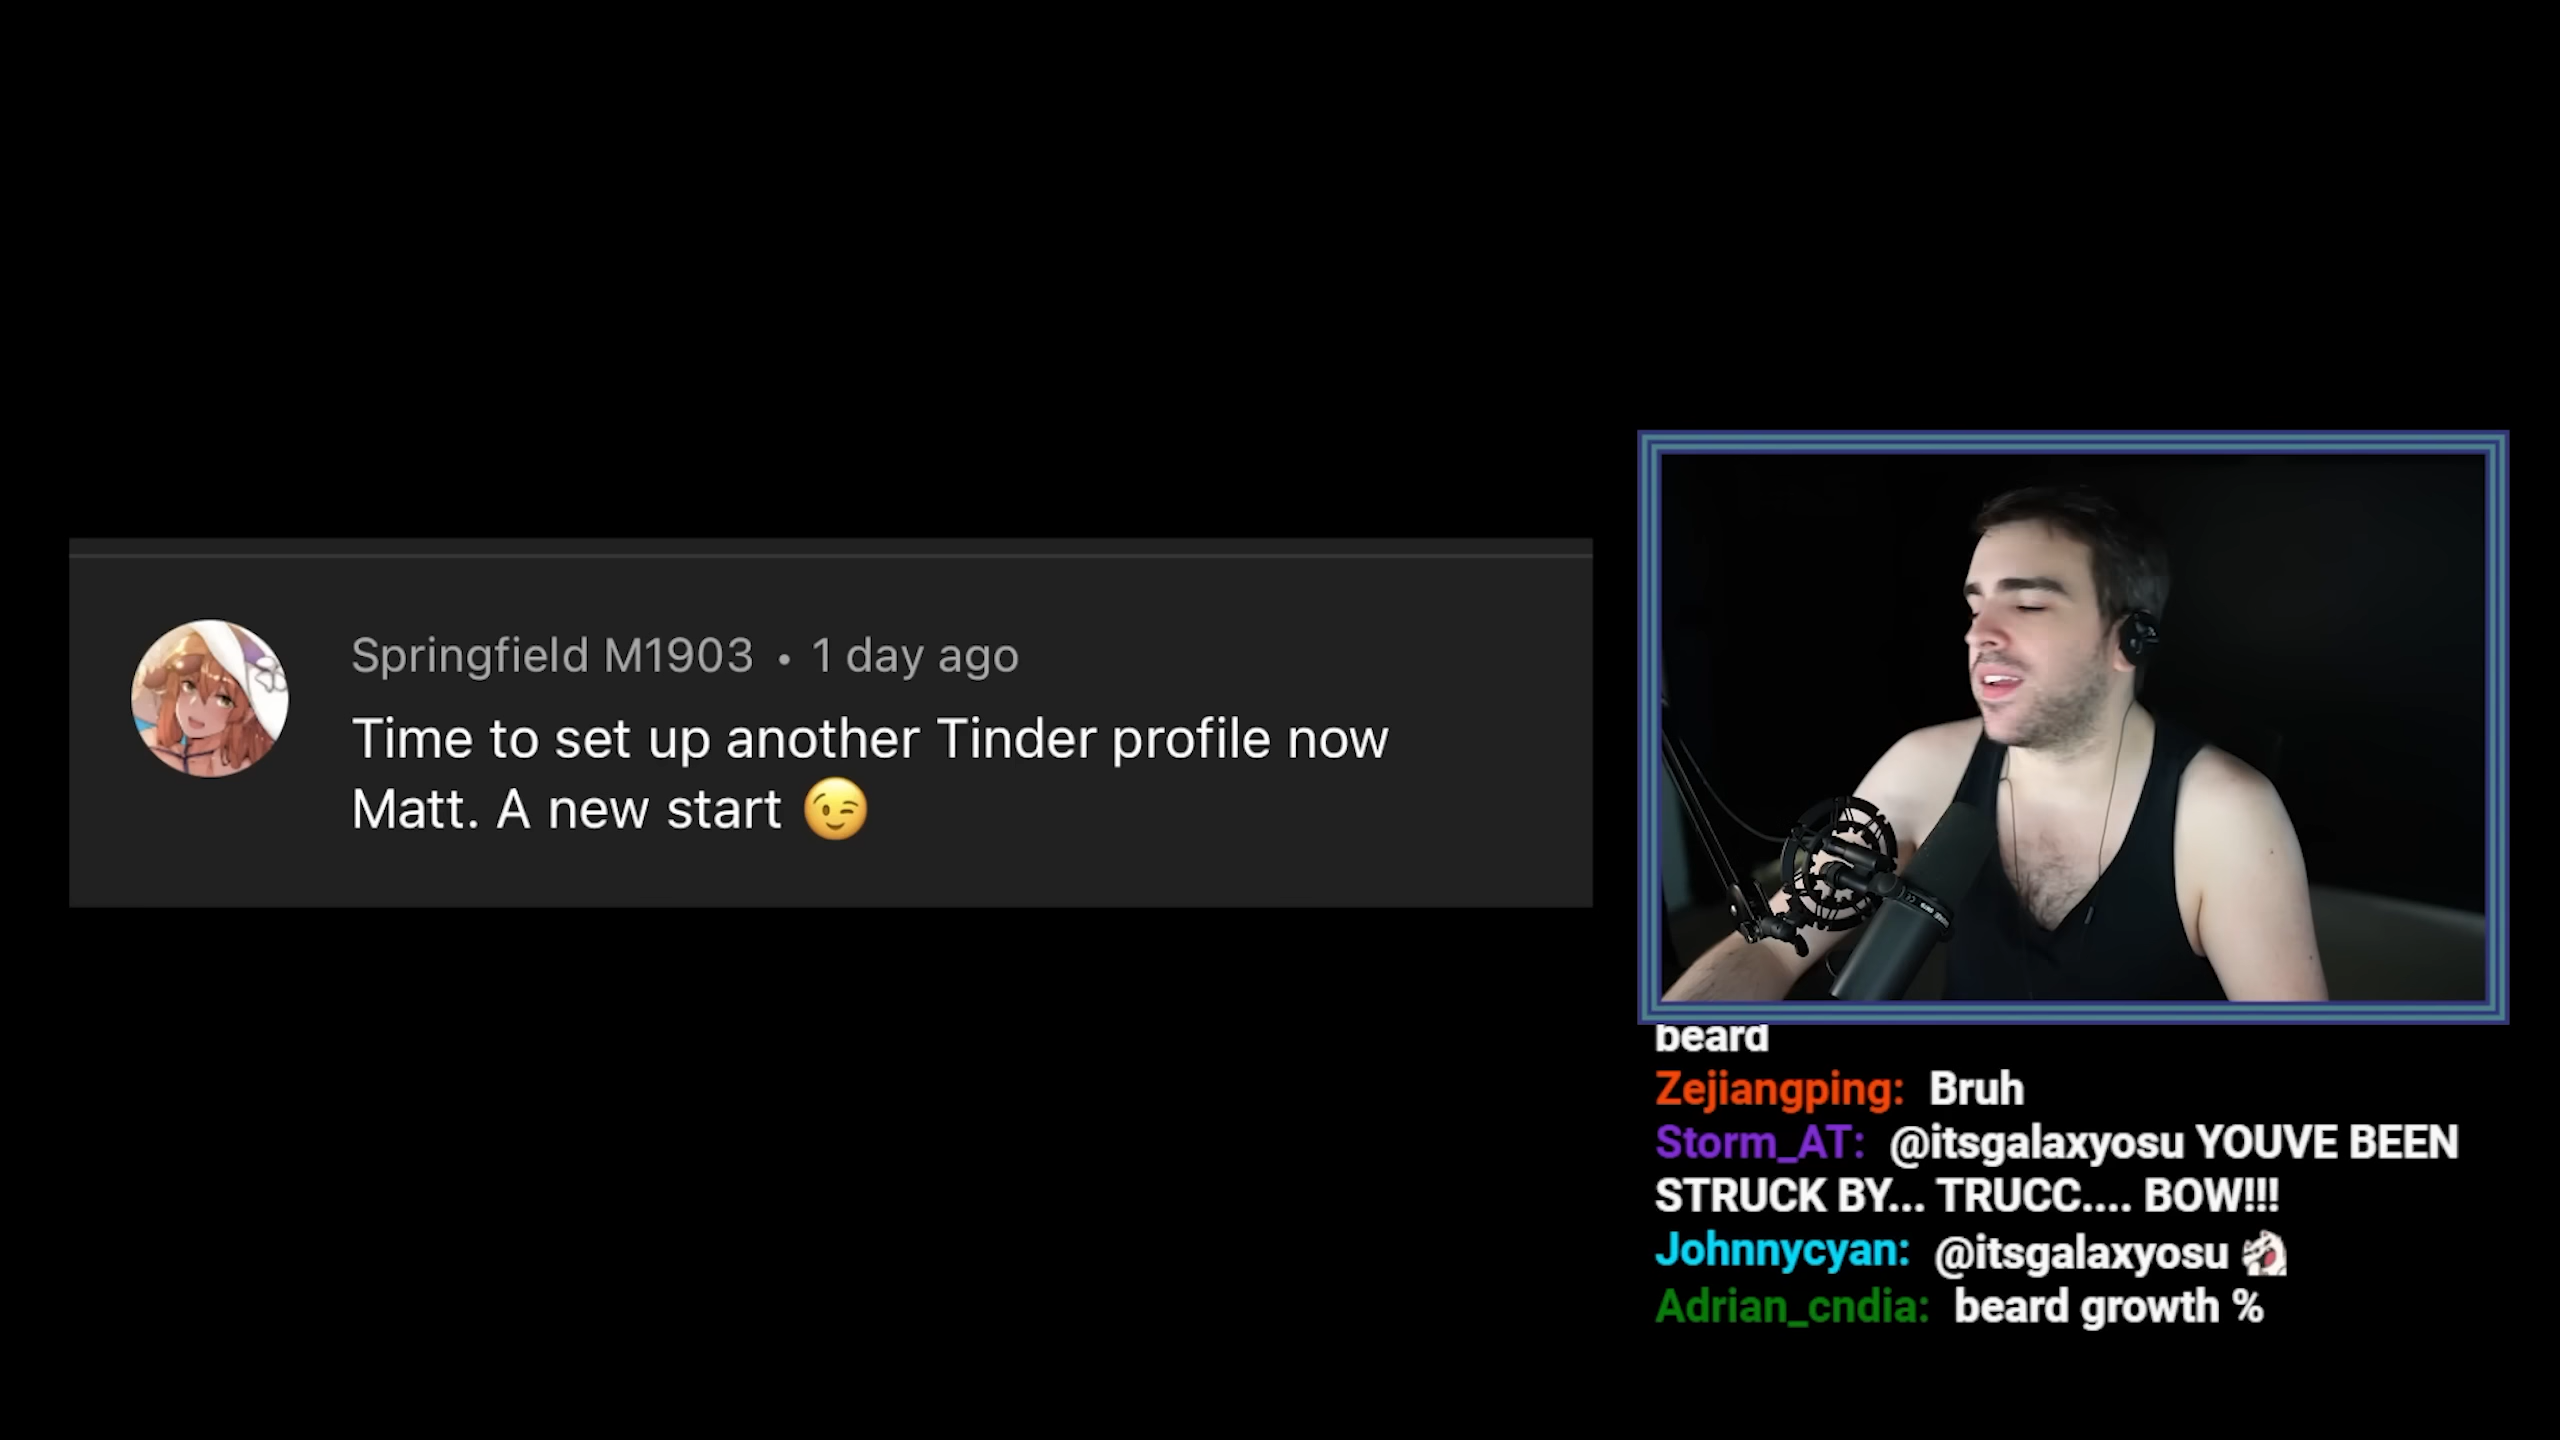 Springfield M1903 • 1 day ago
Time to set up another Tinder profile now
Matt. A new start 😉
beard
Zejiangping: Bruh
Storm_AT: @itsgalaxyosu YOUVE BEEN
STRUCK BY... TRUCC.... BOW!!!
Johnnycyan: @itsgalaxyosu
Adrian_cndia: beard growth %